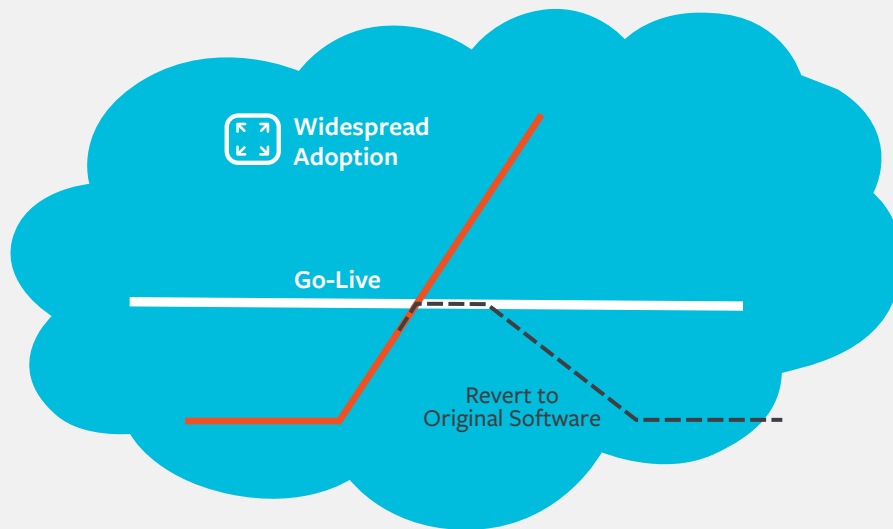 Widespread
Adoption
Go-Live
Revert to
Original Software